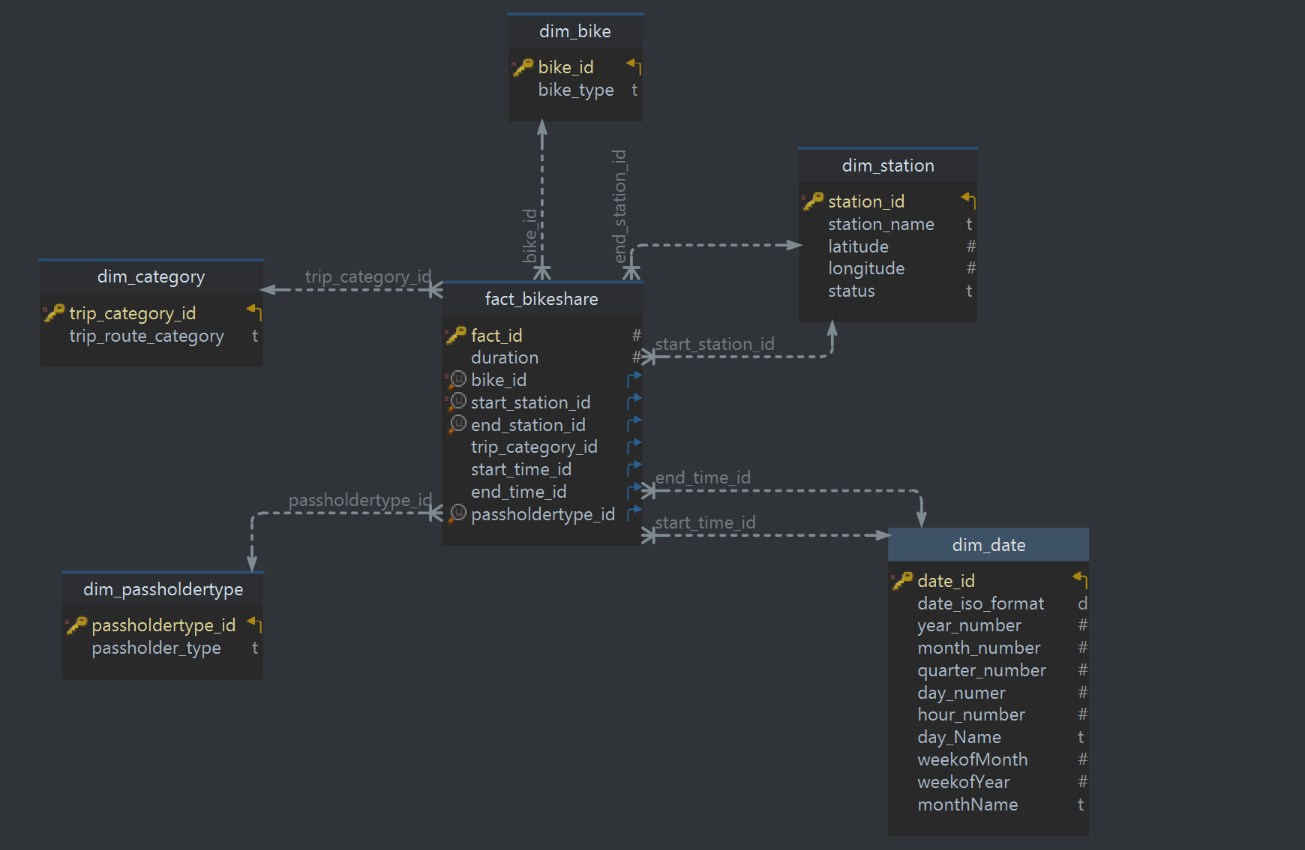 dim_bike
bike_id
bike_type t
bike_id
end_station_id
dim_station
station_id
station_name t
latitude #
longitude #
status t
dim_category
trip_category_id
trip_route_category t
trip_category_id
fact_bikeshare
fact_id #
duration #
bike_id
start_station_id
end_station_id
trip_category_id
start_time_id
end_time_id
passholdertype_id
start_station_id
end_time_id
start_time_id
passholdertype_id
dim_passholdertype
passholdertype_id
passholder_type t
dim_date
date_id
date_iso_format d
year_number #
month_number #
quarter_number #
day_numer #
hour_number #
day_Name t
weekofMonth #
weekofYear #
monthName t